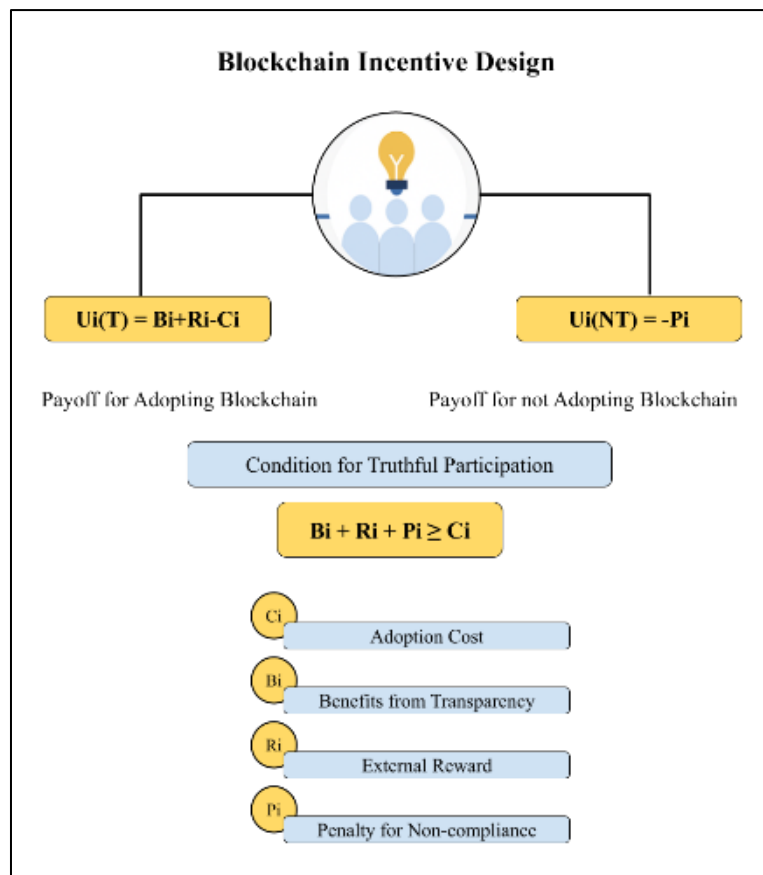 Blockchain Incentive Design
Ui(T) = Bi+Ri-Ci
Ui(NT) = -Pi
Payoff for Adopting Blockchain
Payoff for not Adopting Blockchain
Condition for Truthful Participation
Bi + Ri + Pi ≥ Ci
Ci
Adoption Cost
Bi
Benefits from Transparency
Ri
External Reward
Pi
Penalty for Non-compliance